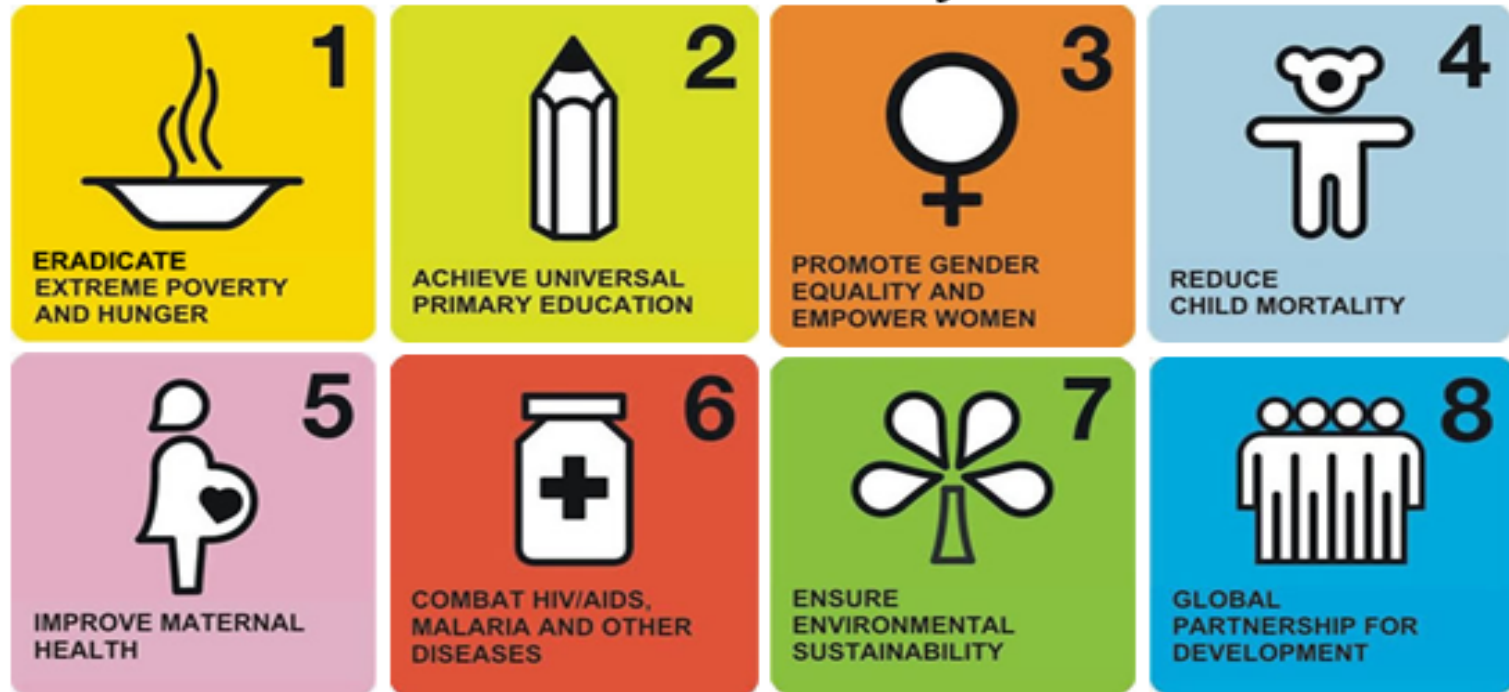 1
ERADICATE
EXTREME POVERTY
AND HUNGER
2
ACHIEVE UNIVERSAL
PRIMARY EDUCATION
3
PROMOTE GENDER
EQUALITY AND
EMPOWER WOMEN
4
REDUCE
CHILD MORTALITY
5
IMPROVE MATERNAL
HEALTH
6
COMBAT HIV/AIDS,
MALARIA AND OTHER
DISEASES
7
ENSURE
ENVIRONMENTAL
SUSTAINABILITY
8
GLOBAL
PARTNERSHIP FOR
DEVELOPMENT